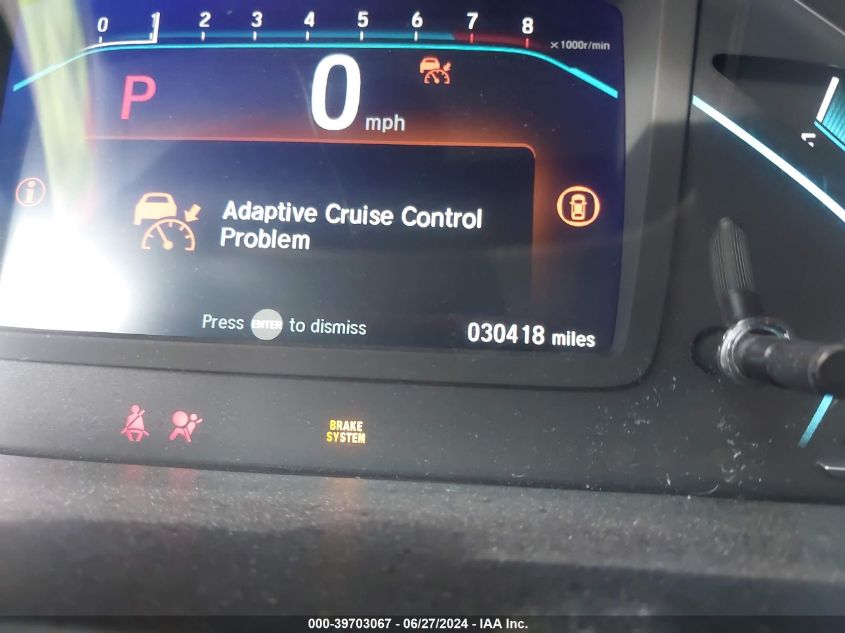 0 1 2 3 4 5 6 7 8
x 1000r/min
P 0 mph
i
Adaptive Cruise Control
Problem
Press ENTER to dismiss
030418 miles
BRAKE
SYSTEM
000-39703067 - 06/27/2024 - IAA Inc.